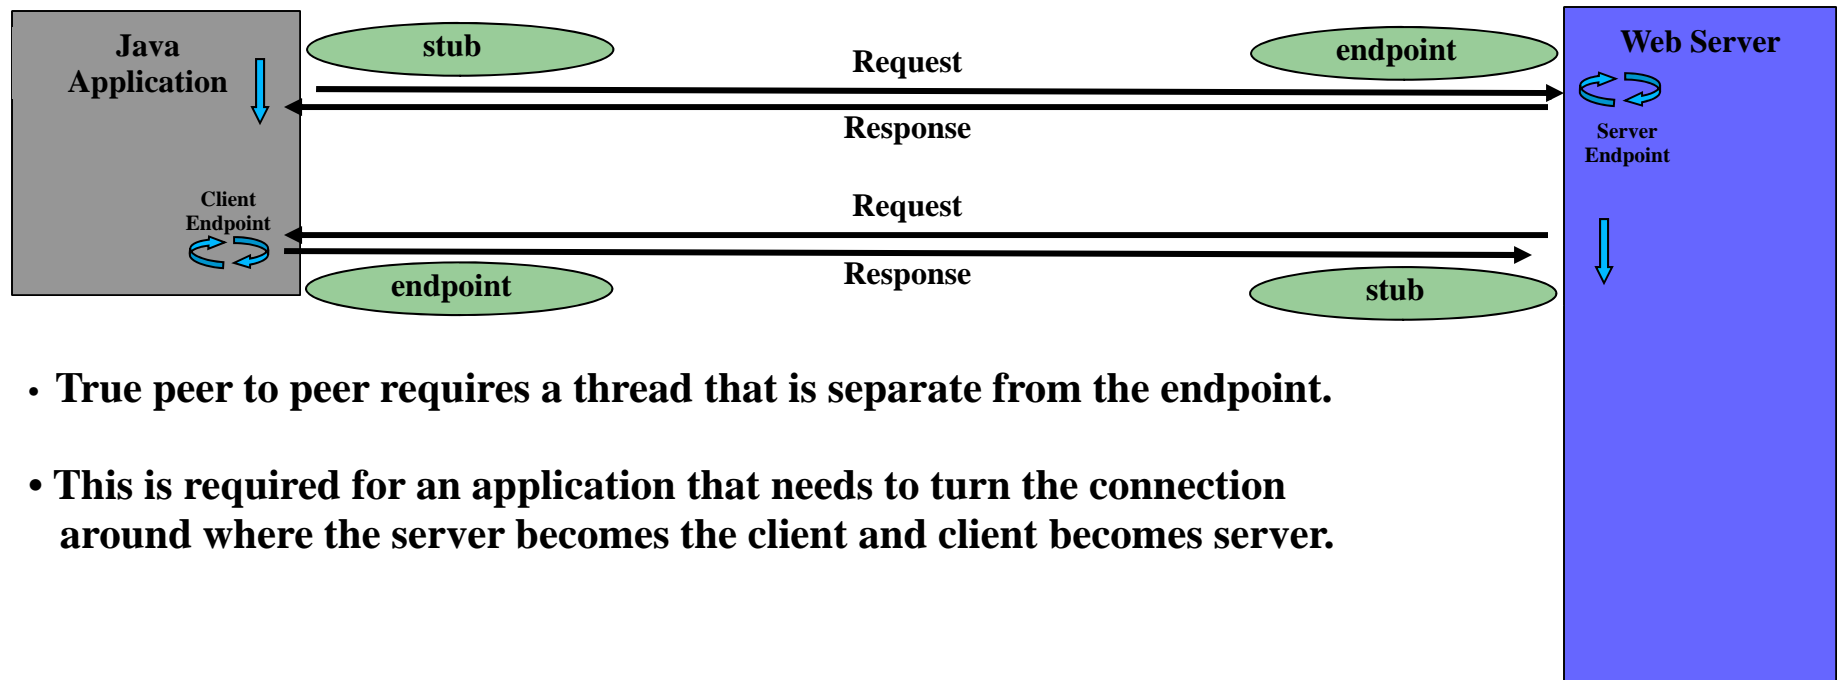 Java
Application
stub
Request
endpoint
Web Server
Response
Server
Endpoint
Client
Endpoint
Request
Response
endpoint
stub
· True peer to peer requires a thread that is separate from the endpoint.
• This is required for an application that needs to turn the connection
around where the server becomes the client and client becomes server.